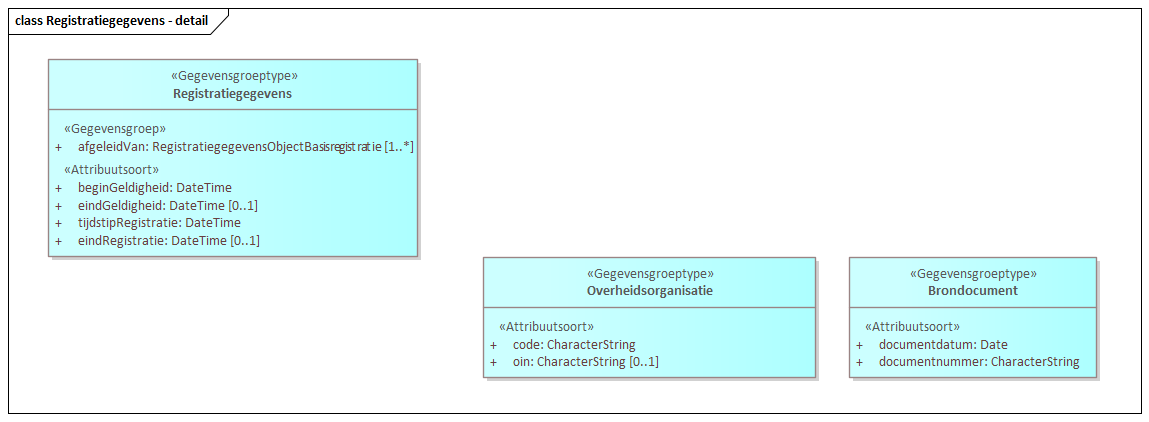 class Registratiegegevens - detail
«Gegevensgroeptype»
Registratiegegevens
«Gegevensgroep»
+ afgeleidVan: RegistratiegegevensObjectBasisregistratie [1..*]
«Attribuutsoort»
+ beginGeldigheid: DateTime
+ eindGeldigheid: DateTime [0..1]
+ tijdstipRegistratie: DateTime
+ eindRegistratie: DateTime [0..1]
«Gegevensgroeptype»
Overheidsorganisatie
«Attribuutsoort»
+ code: CharacterString
+ oin: CharacterString [0..1]
«Gegevensgroeptype»
Brondocument
«Attribuutsoort»
+ documentdatum: Date
+ documentnummer: CharacterString